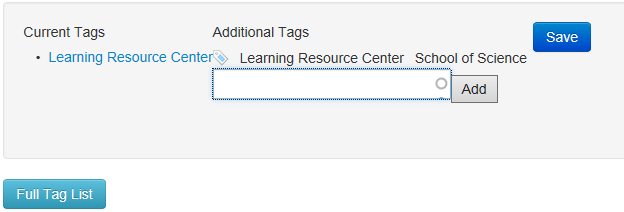 Current Tags
• Learning Resource Center
Additional Tags
Learning Resource Center School of Science
Add
Save
Full Tag List